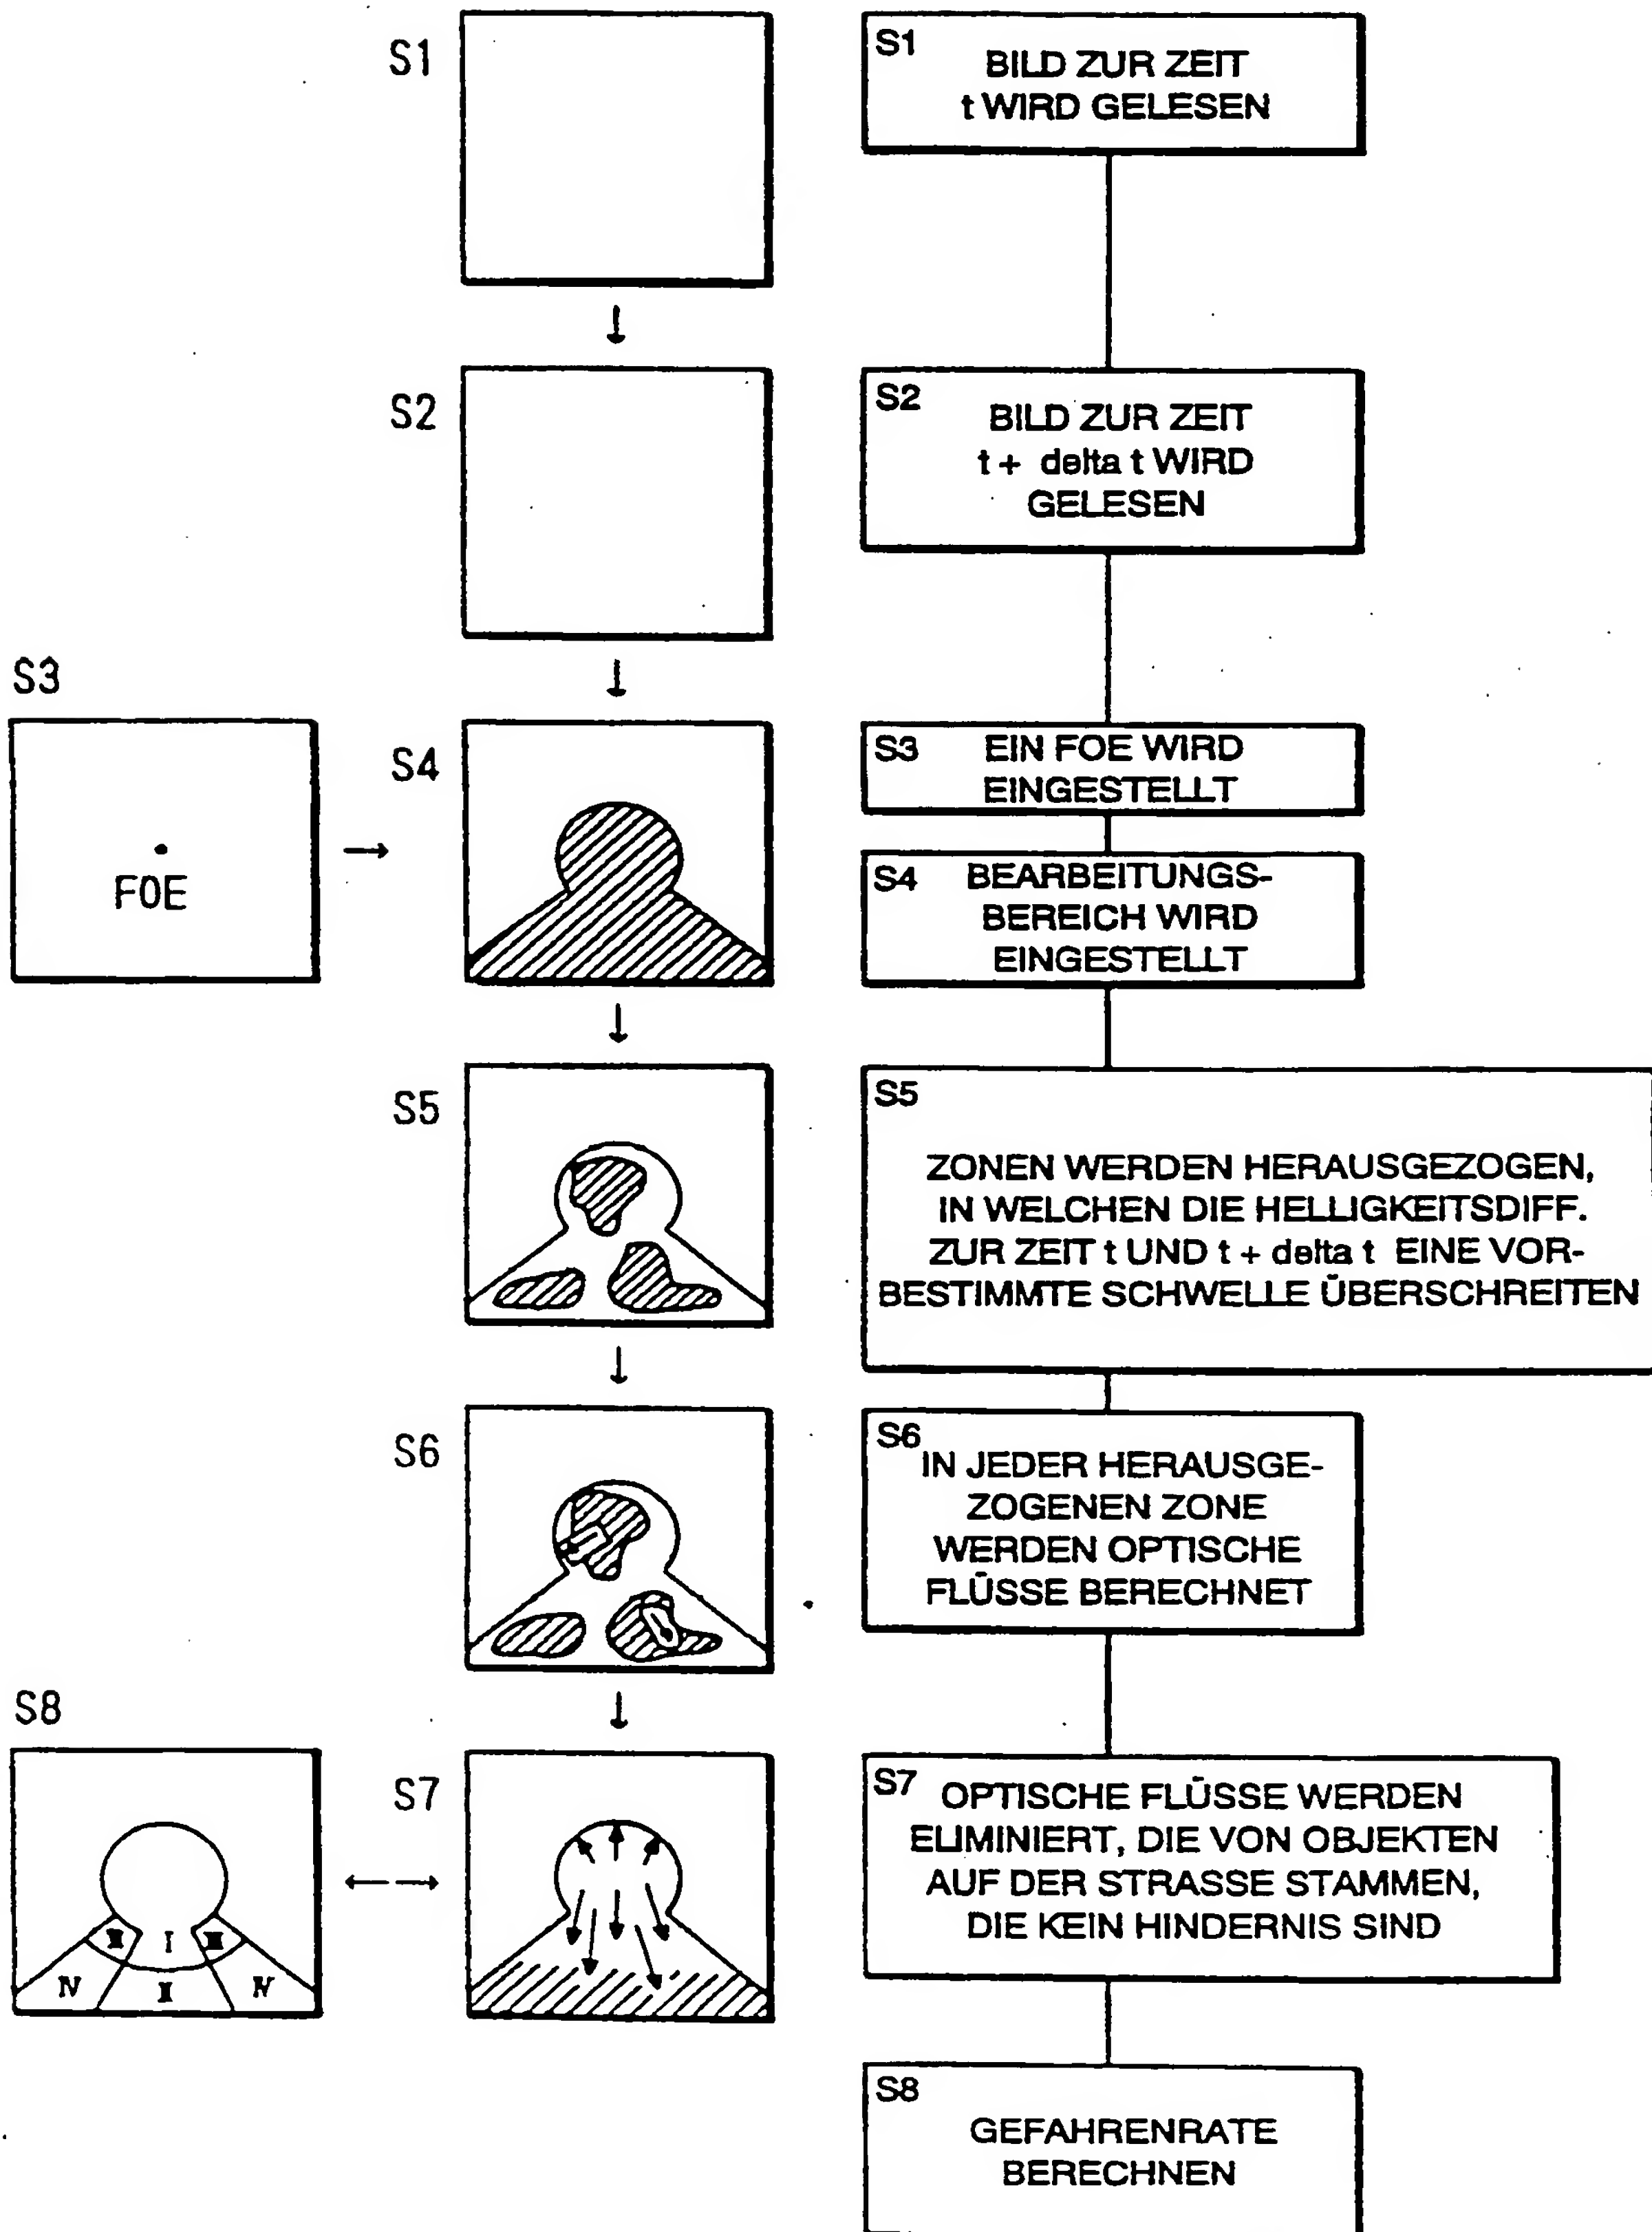 S1
S1
BILD ZUR ZEIT
t WIRD GELESEN
S2
S2
BILD ZUR ZEIT
t + delta t WIRD
GELESEN
S3
FOE
S4
S3
EIN FOE WIRD
EINGESTELLT
S4
BEARBEITUNGS-
BEREICH WIRD
EINGESTELLT
S5
S5
ZONEN WERDEN HERAUSGEZOGEN,
IN WELCHEN DIE HELLIGKEITSDIFF.
ZUR ZEIT t UND t + delta t EINE VOR-
BESTIMMTE SCHWELLE ÜBERSCHREITEN
S6
S6
IN JEDER HERAUSGE-
ZOGENEN ZONE
WERDEN OPTISCHE
FLÜSSE BERECHNET
S8
I
IV
IV
S7
S7
OPTISCHE FLÜSSE WERDEN
ELIMINIERT, DIE VON OBJEKTEN
AUF DER STRASSE STAMMEN,
DIE KEIN HINDERNIS SIND
S8
GEFAHRENRATE
BERECHNEN